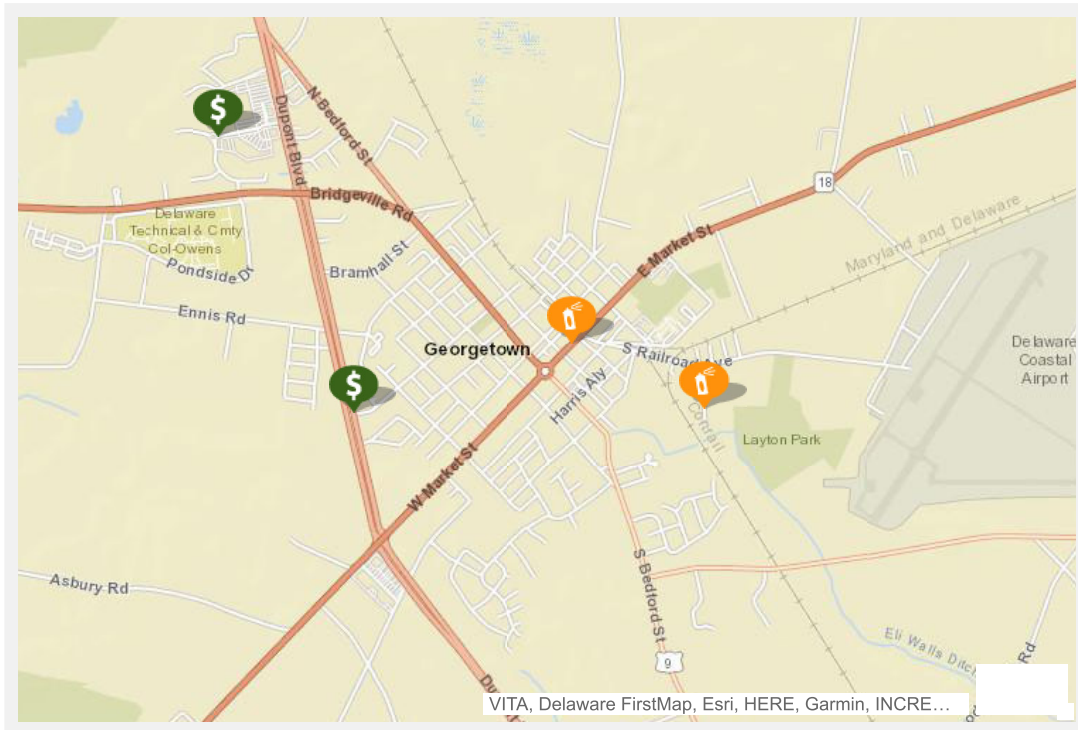 $
Dupont Blvd
N Bedford St
18
Bridgeville Rd
E Market St
Delaware
Technical & Cmty
Col-Owens
Maryland and Delaware
Pondside Dr
Bramhall St
Ennis Rd
Georgetown
S Railroad Ave
Delaware
Coastal
Airport
$
Harris Aly
Conrail
Layton Park
W Market St
Asbury Rd
S Bedford St
9
Eli Walls Ditch
Rd
VITA, Delaware FirstMap, Esri, HERE, Garmin, INCRE…